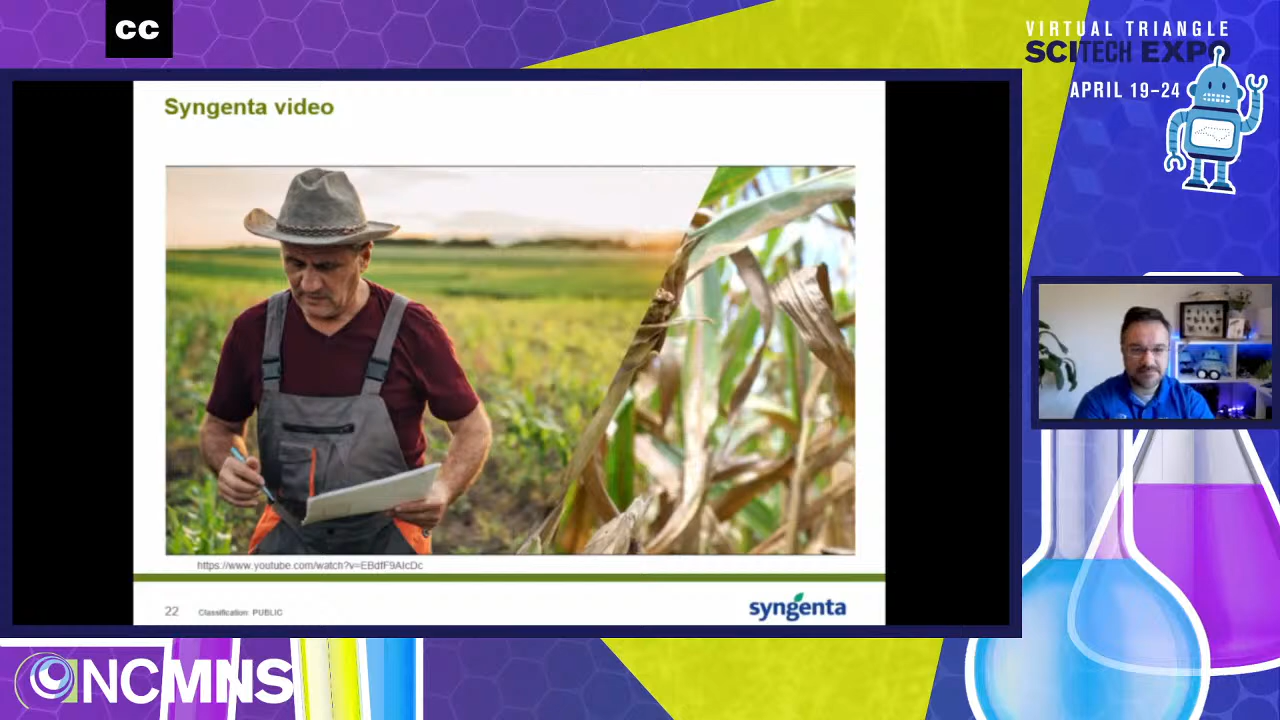 CC
VIRTUAL TRIANGLE
SCITECH EXPO
APRIL 19–24
Syngenta video
https://www.youtube.com/watch?v=EBdfF9AlcDc
22 Classification: PUBLIC
syngenta
NCMNS